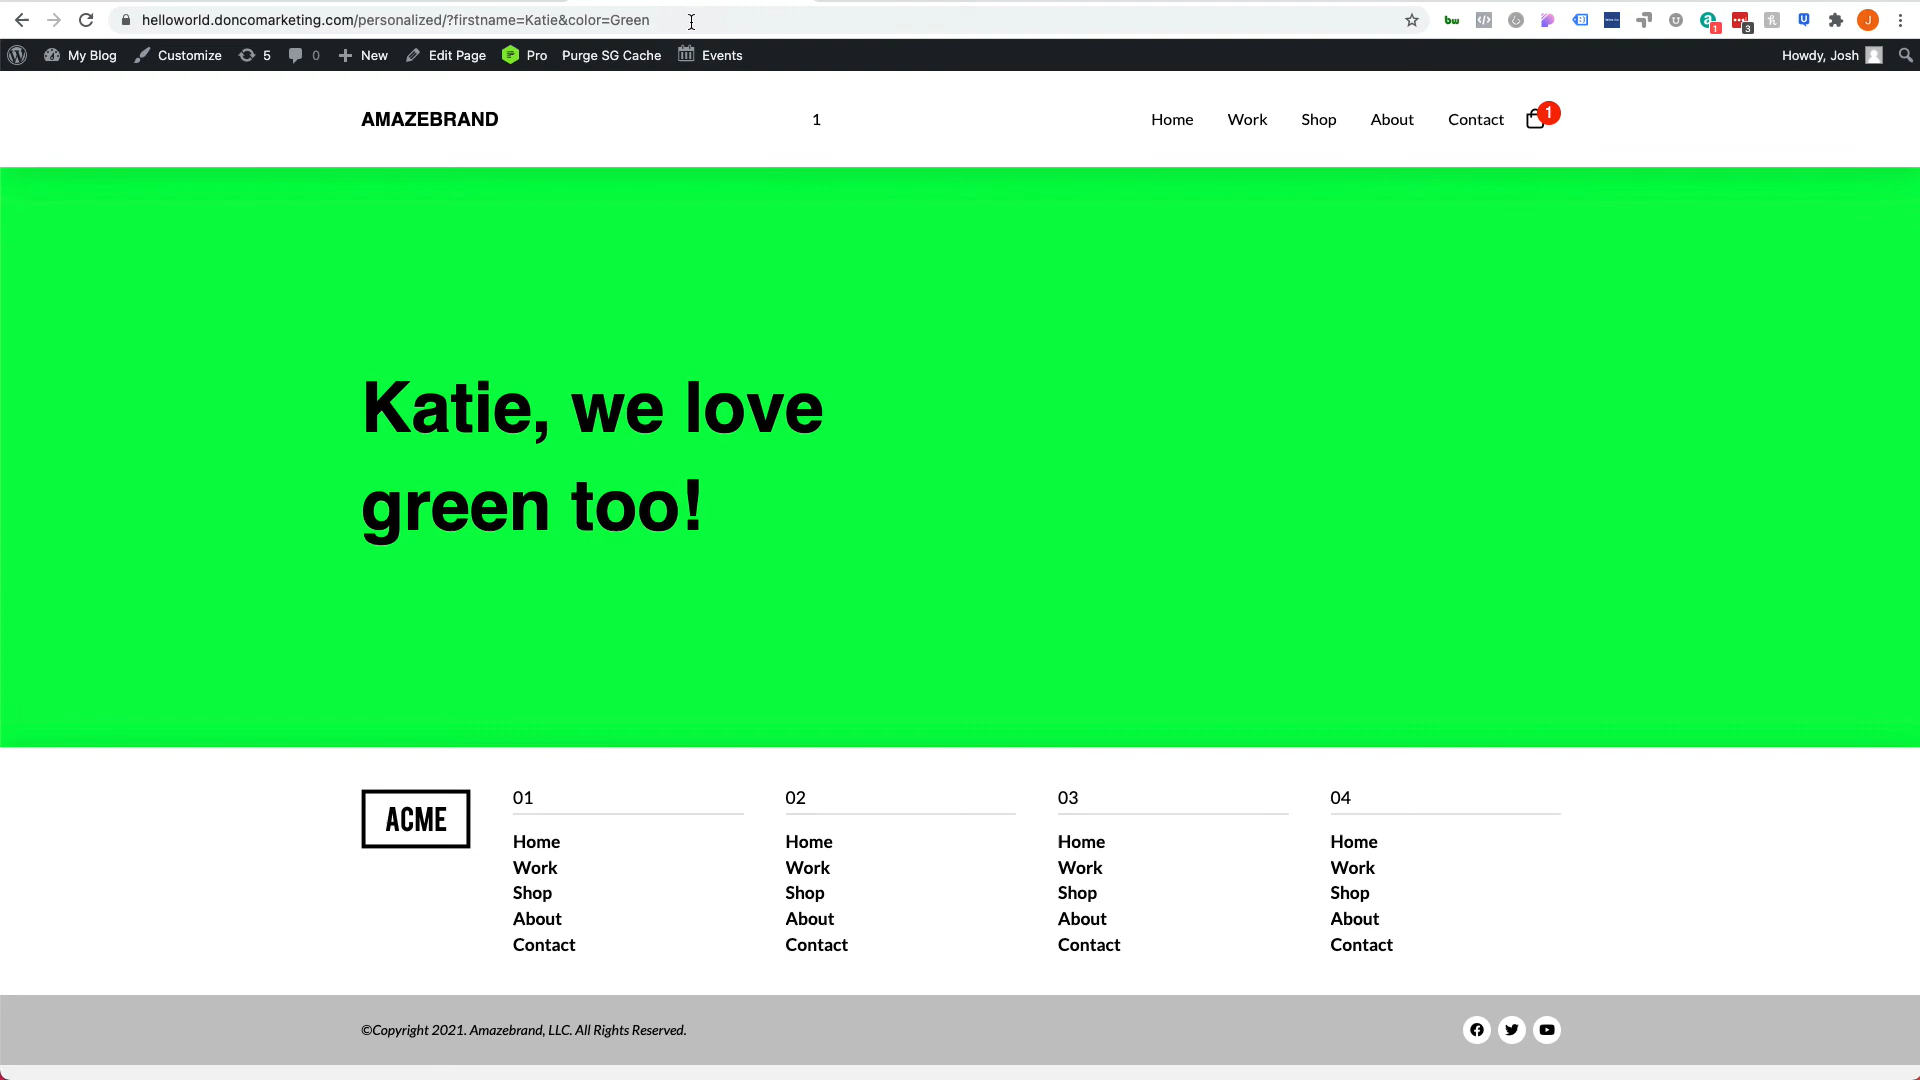 helloworld.doncomarketing.com/personalized/?firstname=Katie&color=Green
bw
1
3
J
My Blog
Customize
5
0
New
Edit Page
Pro
Purge SG Cache
Events
Howdy, Josh
AMAZEBRAND
1
Home
Work
Shop
About
Contact
1
Katie, we love
green too!
ACME
01
Home
Work
Shop
About
Contact
02
Home
Work
Shop
About
Contact
03
Home
Work
Shop
About
Contact
04
Home
Work
Shop
About
Contact
©Copyright 2021. Amazebrand, LLC. All Rights Reserved.